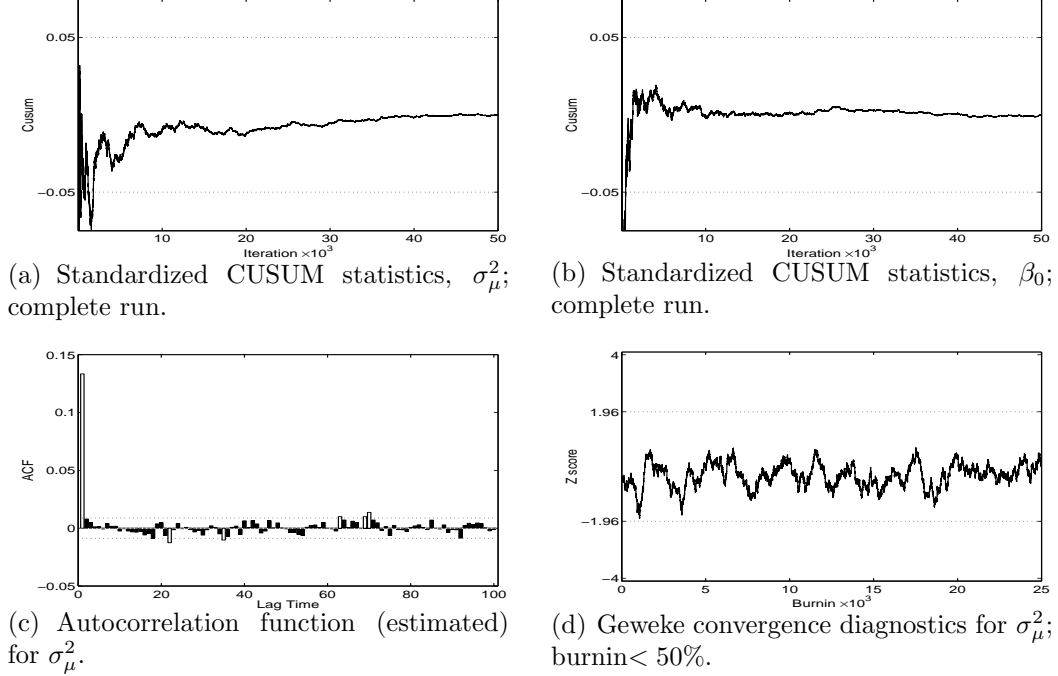 0.05
Cusum
−0.05
10 20 30 40 50
Iteration ×10³
(a) Standardized CUSUM statistics, σ²_μ;
complete run.
0.05
Cusum
−0.05
10 20 30 40 50
Iteration ×10³
(b) Standardized CUSUM statistics, β₀;
complete run.
0.15
0.1
ACF
0.05
0
−0.05
0 20 40 60 80 100
Lag Time
(c) Autocorrelation function (estimated)
for σ²_μ.
4
1.96
Z score
−1.96
−4
0 5 10 15 20 25
Burnin ×10³
(d) Geweke convergence diagnostics for σ²_μ;
burnin< 50%.